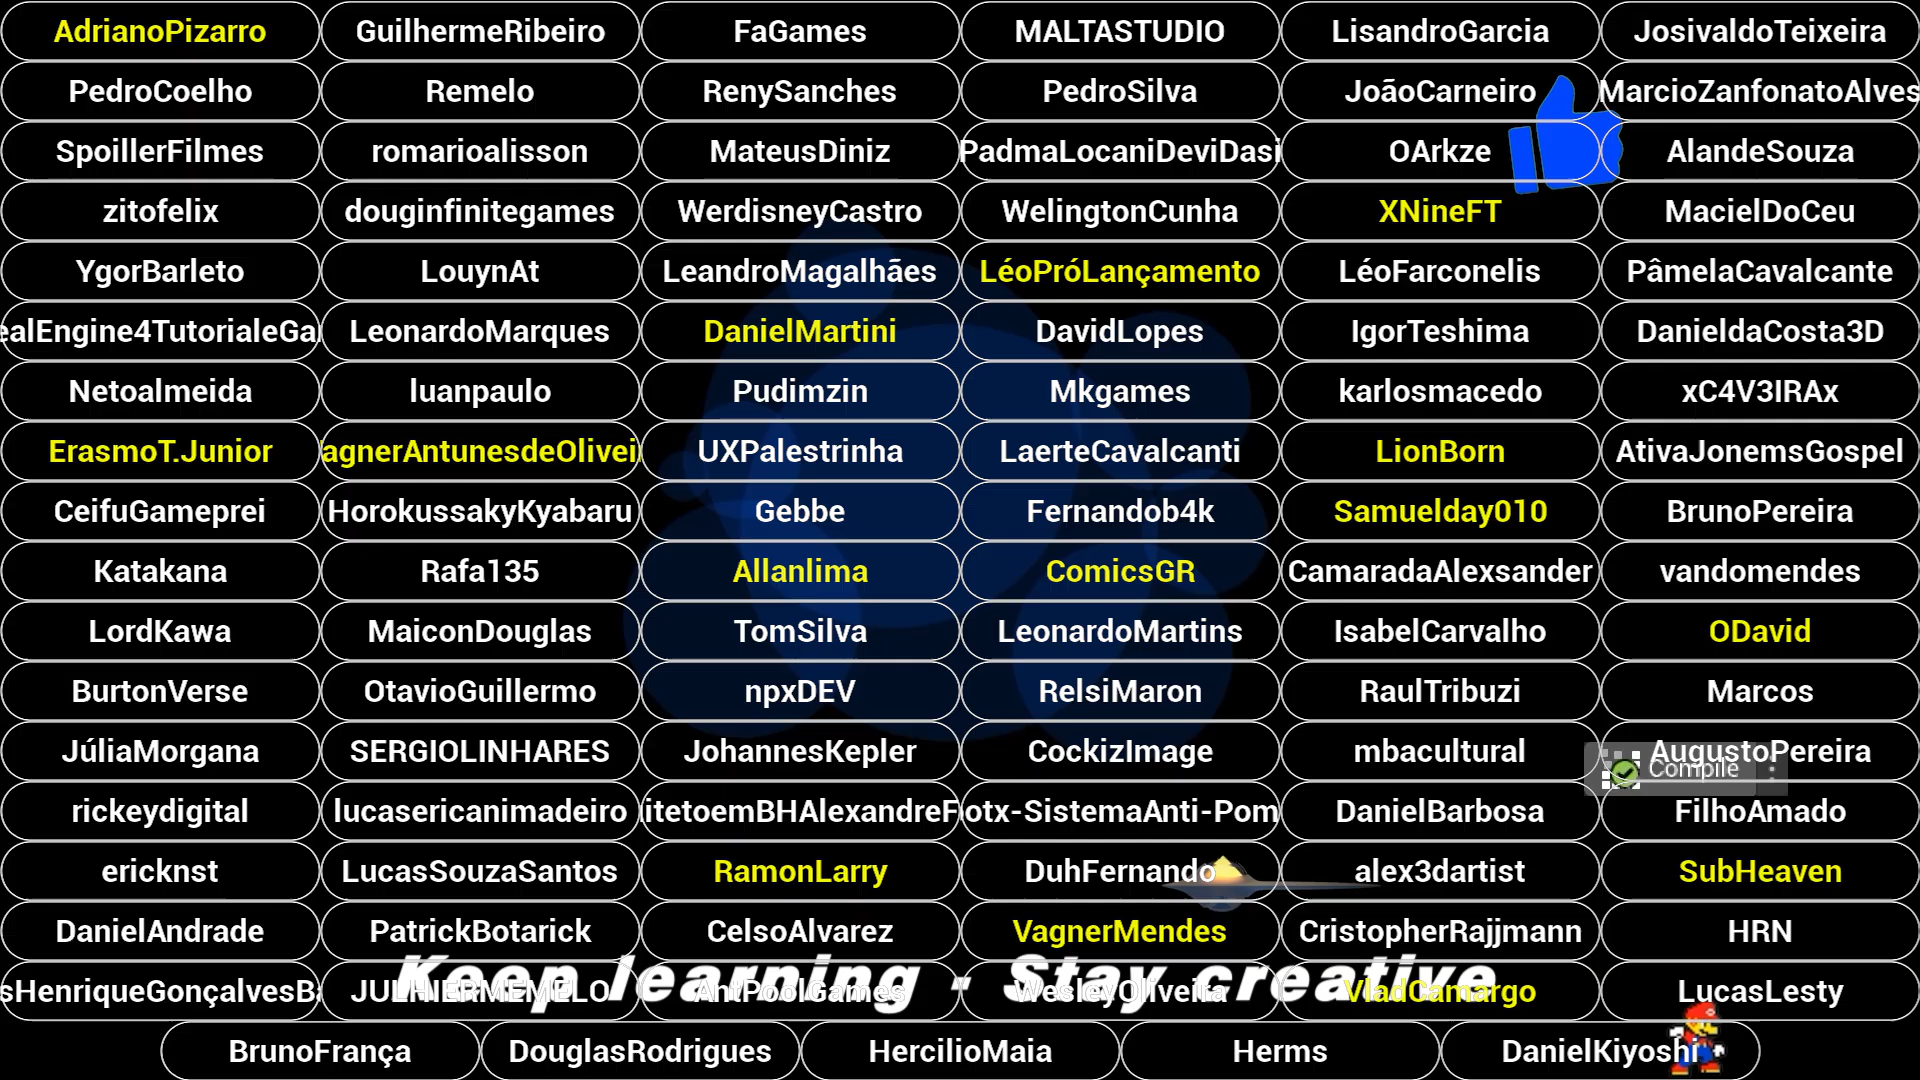 AdrianoPizarro GuilhermeRibeiro FaGames MALTASTUDIO LisandroGarcia JosivaldoTeixeira
PedroCoelho Remelo RenySanches PedroSilva JoãoCarneiro MarcioZanfonatoAlves
SpoillerFilmes romarioalisson MateusDiniz PadmaLocaniDeviDasi OArkze AlandeSouza
zitofelix douginfinitegames WerdisneyCastro WelingtonCunha XNineFT MacielDoCeu
YgorBarleto LouynAt LeandroMagalhães LéoPróLançamento LéoFarconelis PâmelaCavalcante
ealEngine4TutorialeGa LeonardoMarques DanielMartini DavidLopes IgorTeshima DanieldaCosta3D
Netoalmeida luanpaulo Pudimzin Mkgames karlosmacedo xC4V3IRAx
ErasmoT.Junior agnerAntunesdeOlivei UXPalestrinha LaerteCavalcanti LionBorn AtivaJonemsGospel
CeifuGameprei HorokussakyKyabaru Gebbe Fernandob4k Samuelday010 BrunoPereira
Katakana Rafa135 Allanlima ComicsGR CamaradaAlexsander vandomendes
LordKawa MaiconDouglas TomSilva LeonardoMartins IsabelCarvalho ODavid
BurtonVerse OtavioGuillermo npxDEV RelsiMaron RaulTribuzi Marcos
JúliaMorgana SERGIOLINHARES JohannesKepler CockizImage mbacultural AugustoPereira
Compile
rickeydigital lucasericanimadeiro itetoemBHAlexandreF otx-SistemaAnti-Pom DanielBarbosa FilhoAmado
ericknst LucasSouzaSantos RamonLarry DuhFernando alex3dartist SubHeaven
DanielAndrade PatrickBotarick CelsoAlvarez VagnerMendes CristopherRajjmann HRN
Keep learning - Stay creative
sHenriqueGonçalvesBa JULHIERMEMELO AntPoolGames WesleyOliveira VladCamargo LucasLesty
BrunoFrança DouglasRodrigues HercilioMaia Herms DanielKiyoshi